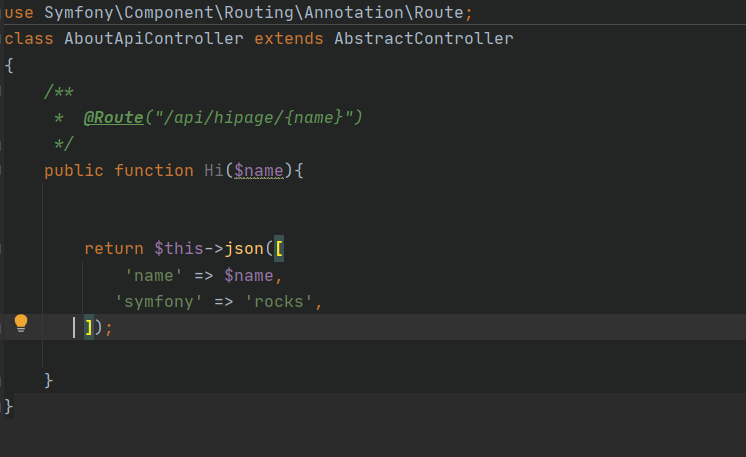 use Symfony\Component\Routing\Annotation\Route;
class AboutApiController extends AbstractController
{
/**
* @Route("/api/hipage/{name}")
*/
public function Hi($name){
return $this->json([
'name' => $name,
'symfony' => 'rocks',
]);
}
}